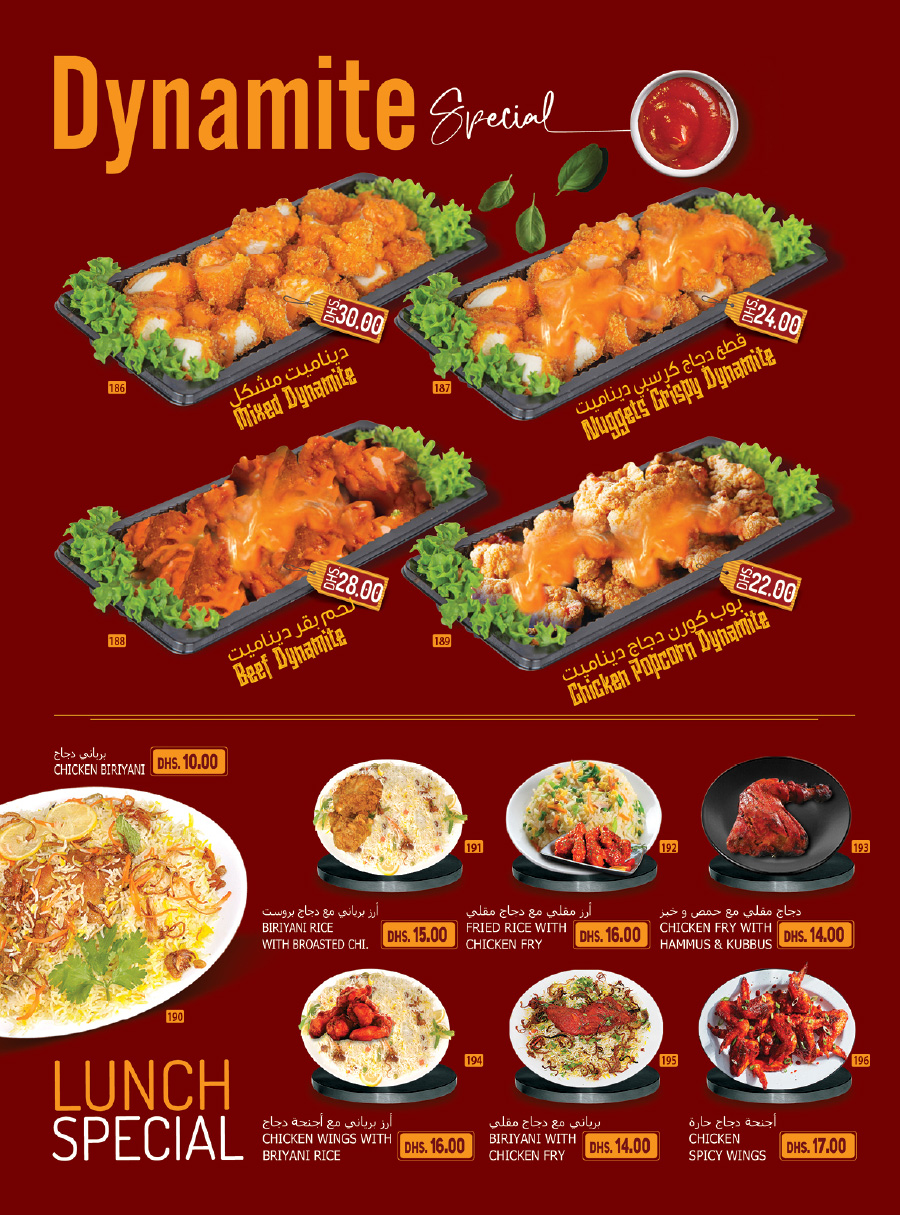 Dynamite Special
DHS 30.00
186
ديناميت مشكل
Mixed Dynamite
DHS 24.00
187
قطع دجاج كرسبي ديناميت
Nuggets Crispy Dynamite
DHS 28.00
188
لحم بقر ديناميت
Beef Dynamite
DHS 22.00
189
بوب كورن دجاج ديناميت
Chicken Popcorn Dynamite
برياني دجاج
CHICKEN BIRIYANI
DHS. 10.00
190
LUNCH
SPECIAL
191
أرز برياني مع دجاج بروست
BIRIYANI RICE
WITH BROASTED CHI.
DHS. 15.00
192
أرز مقلي مع دجاج مقلي
FRIED RICE WITH
CHICKEN FRY
DHS. 16.00
193
دجاج مقلي مع حمص و خبز
CHICKEN FRY WITH
HAMMUS & KUBBUS
DHS. 14.00
194
أرز برياني مع أجنحة دجاج
CHICKEN WINGS WITH
BRIYANI RICE
DHS. 16.00
195
برياني مع دجاج مقلي
BIRIYANI WITH
CHICKEN FRY
DHS. 14.00
196
أجنحة دجاج حارة
CHICKEN
SPICY WINGS
DHS. 17.00